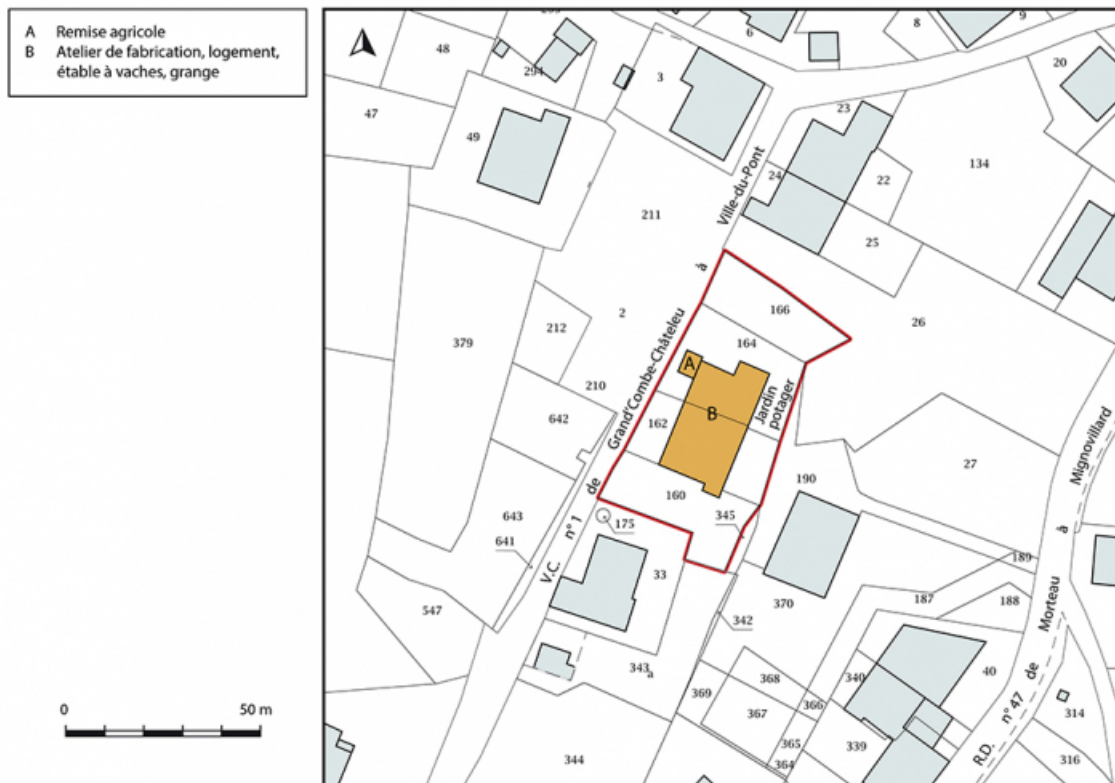 A Remise agricole
B Atelier de fabrication, logement,
étable à vaches, grange
0 50 m
6
8
9
48
294
3
20
47
49
23
134
24
22
Ville-du-Pont
211
25
à
166
26
379
212
2
164
A
210
Grand'Combe-Châteleu
B
Jardin
potager
642
162
27
Mignovillard
190
160
de
643
175
345
n° 1
à
641
V.C.
33
189
547
370
187
188
342
Morteau
343
a
368
340
40
de
369
366
367
314
n° 47
365
339
R.D.
344
364
316